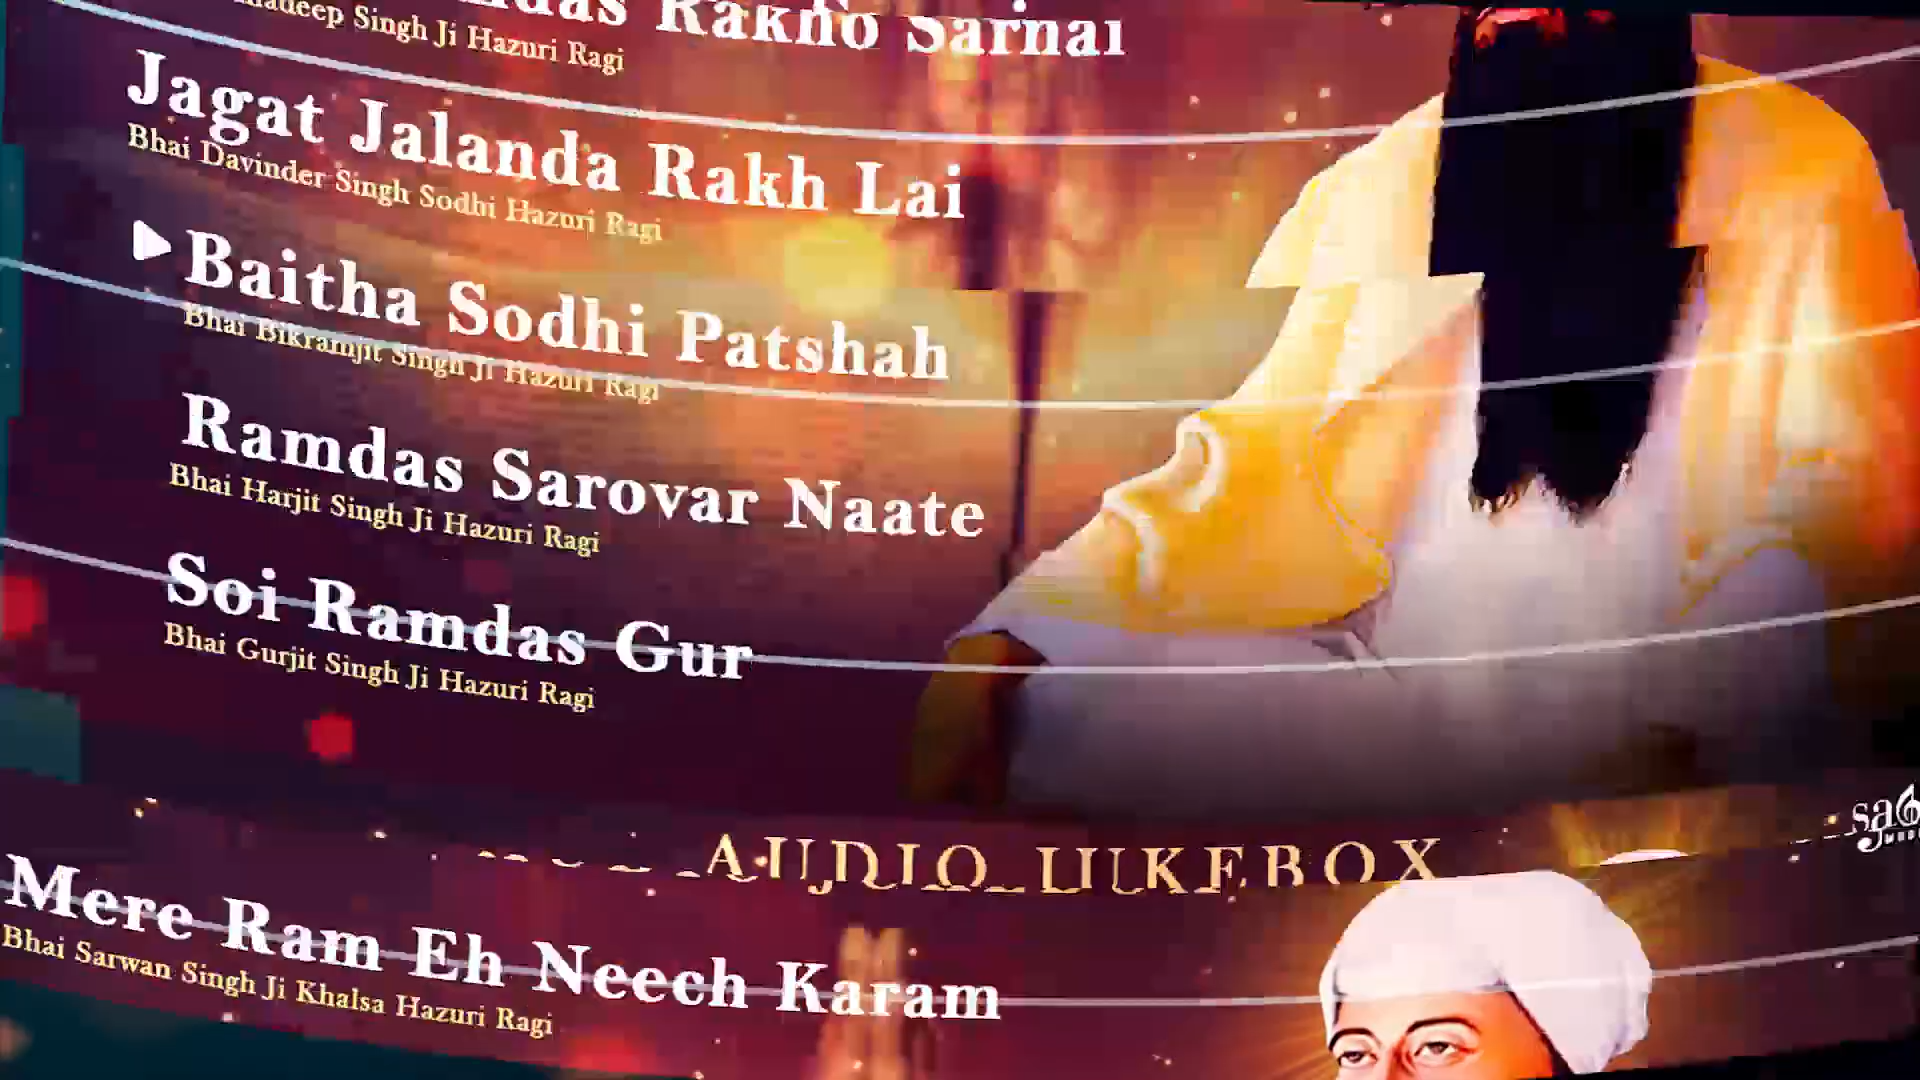 Rakho Sarnai
Singh Ji Hazuri Ragi
Jagat Jalanda Rakh Lai
Bhai Davinder Singh Sodhi Hazuri Ragi
Baitha Sodhi Patshah
Bhai Bikramjit Singh Ji Hazuri Ragi
Ramdas Sarovar Naate
Bhai Harjit Singh Ji Hazuri Ragi
Soi Ramdas Gur
Bhai Gurjit Singh Ji Hazuri Ragi
AUDIO JUKEBOX
Mere Ram Eh Neech Karam
Bhai Sarwan Singh Ji Khalsa Hazuri Ragi